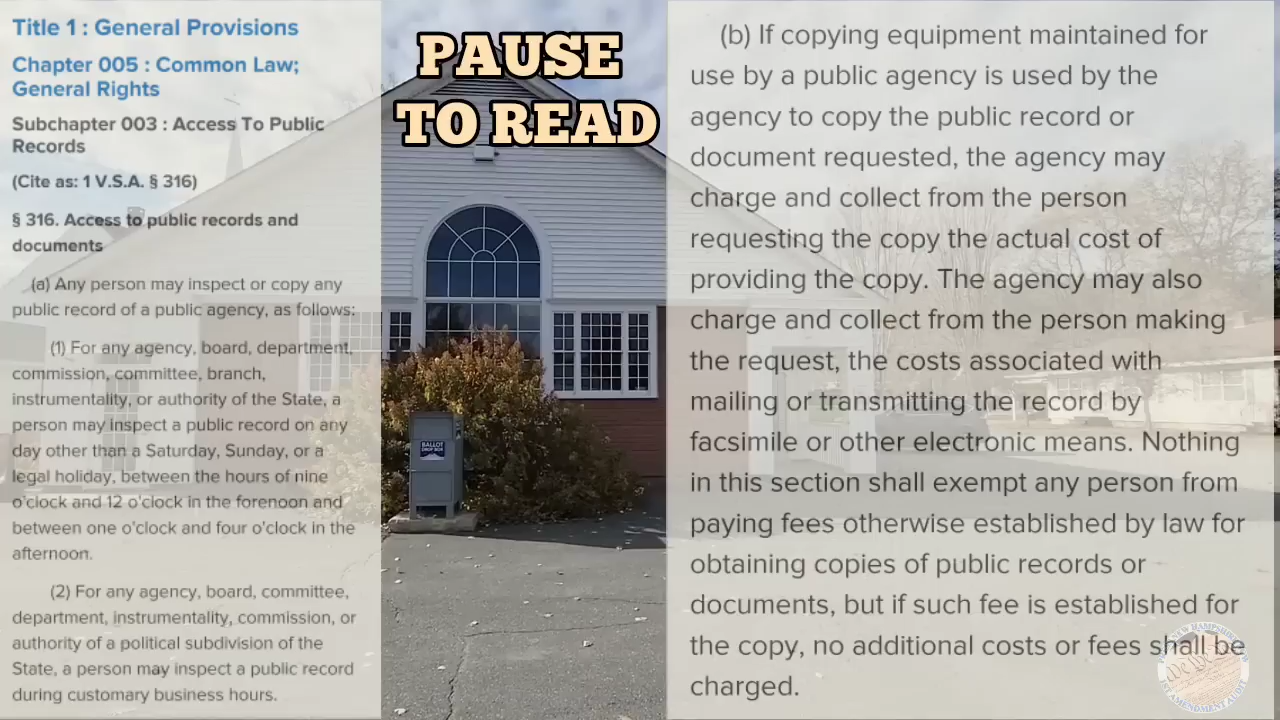 Title 1 : General Provisions
Chapter 005 : Common Law;
General Rights
Subchapter 003 : Access To Public
Records
(Cite as: 1 V.S.A. § 316)
§ 316. Access to public records and
documents
(a) Any person may inspect or copy any
public record of a public agency, as follows:
(1) For any agency, board, department,
commission, committee, branch,
instrumentality, or authority of the State, a
person may inspect a public record on any
day other than a Saturday, Sunday, or a
legal holiday, between the hours of nine
o'clock and 12 o'clock in the forenoon and
between one o'clock and four o'clock in the
afternoon.
(2) For any agency, board, committee,
department, instrumentality, commission, or
authority of a political subdivision of the
State, a person may inspect a public record
during customary business hours.
PAUSE
TO READ
BALLOT
DROP BOX
(b) If copying equipment maintained for
use by a public agency is used by the
agency to copy the public record or
document requested, the agency may
charge and collect from the person
requesting the copy the actual cost of
providing the copy. The agency may also
charge and collect from the person making
the request, the costs associated with
mailing or transmitting the record by
facsimile or other electronic means. Nothing
in this section shall exempt any person from
paying fees otherwise established by law for
obtaining copies of public records or
documents, but if such fee is established for
the copy, no additional costs or fees shall be
charged.
NEW HAMPSHIRE
We the
1ST AMENDMENT AUDIT